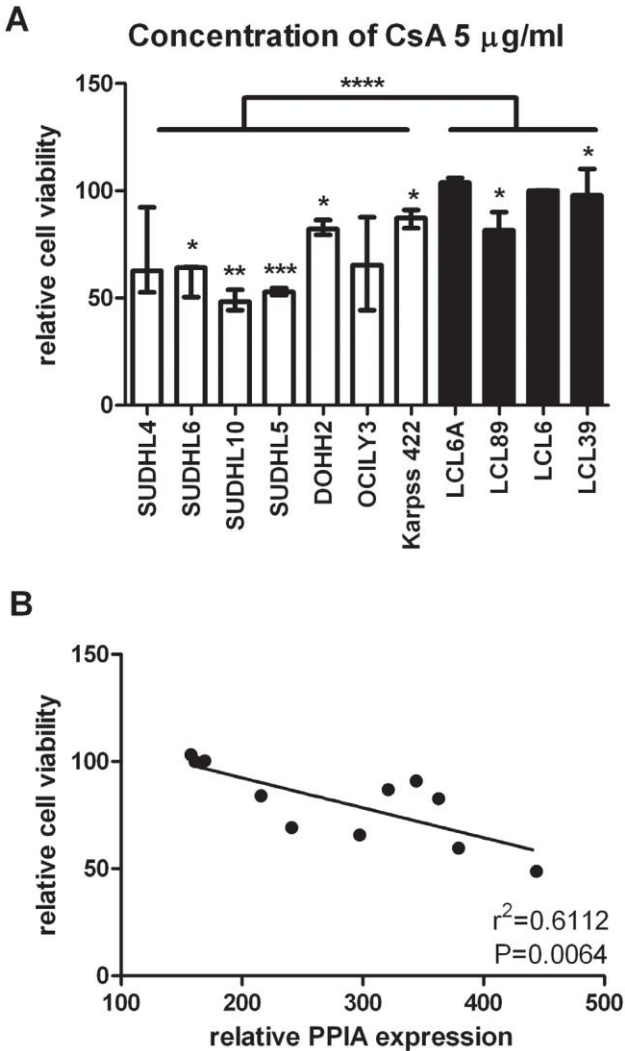 A
Concentration of CsA 5 µg/ml
relative cell viability
150
100
50
0
****
*
**
***
*
*
*
*
SUDHL4
SUDHL6
SUDHL10
SUDHL5
DOHH2
OCILY3
Karpss 422
LCL6A
LCL89
LCL6
LCL39
B
relative cell viability
150
100
50
0
r²=0.6112
P=0.0064
100
200
300
400
500
relative PPIA expression